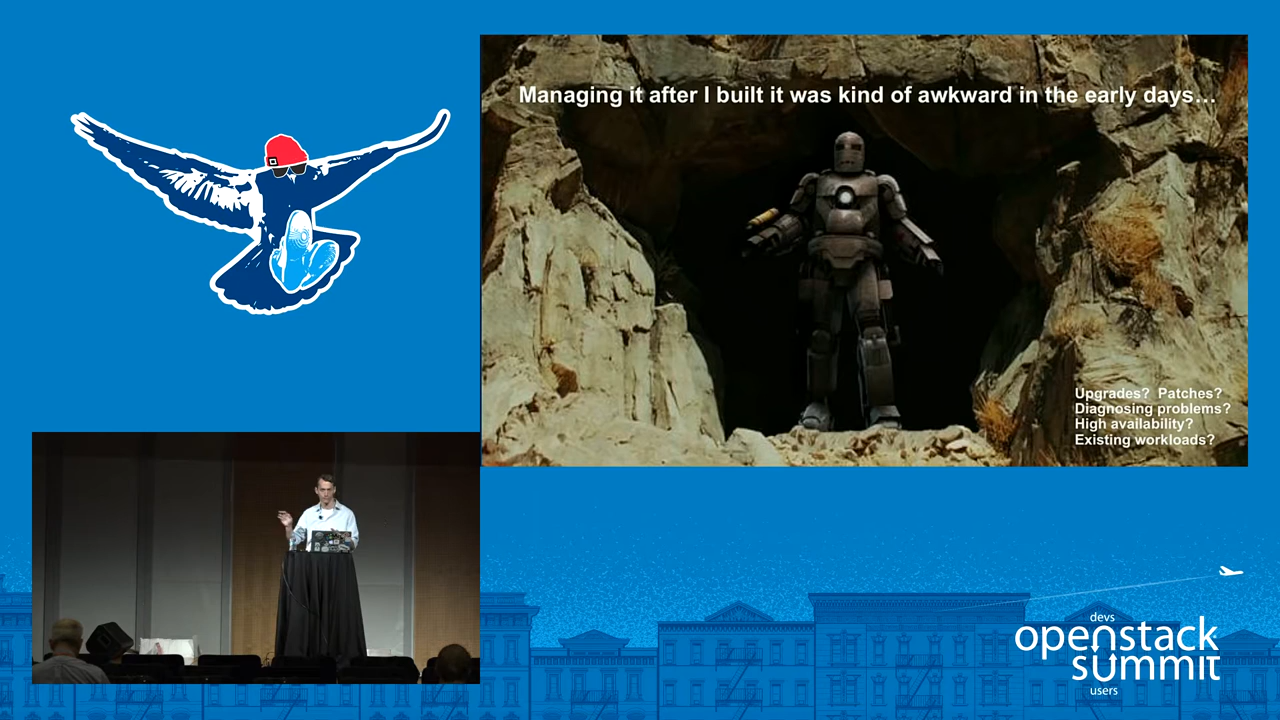 Managing it after I built it was kind of awkward in the early days…
Upgrades?  Patches?
Diagnosing problems?
High availability?
Existing workloads?
devs
openstack
summit
users